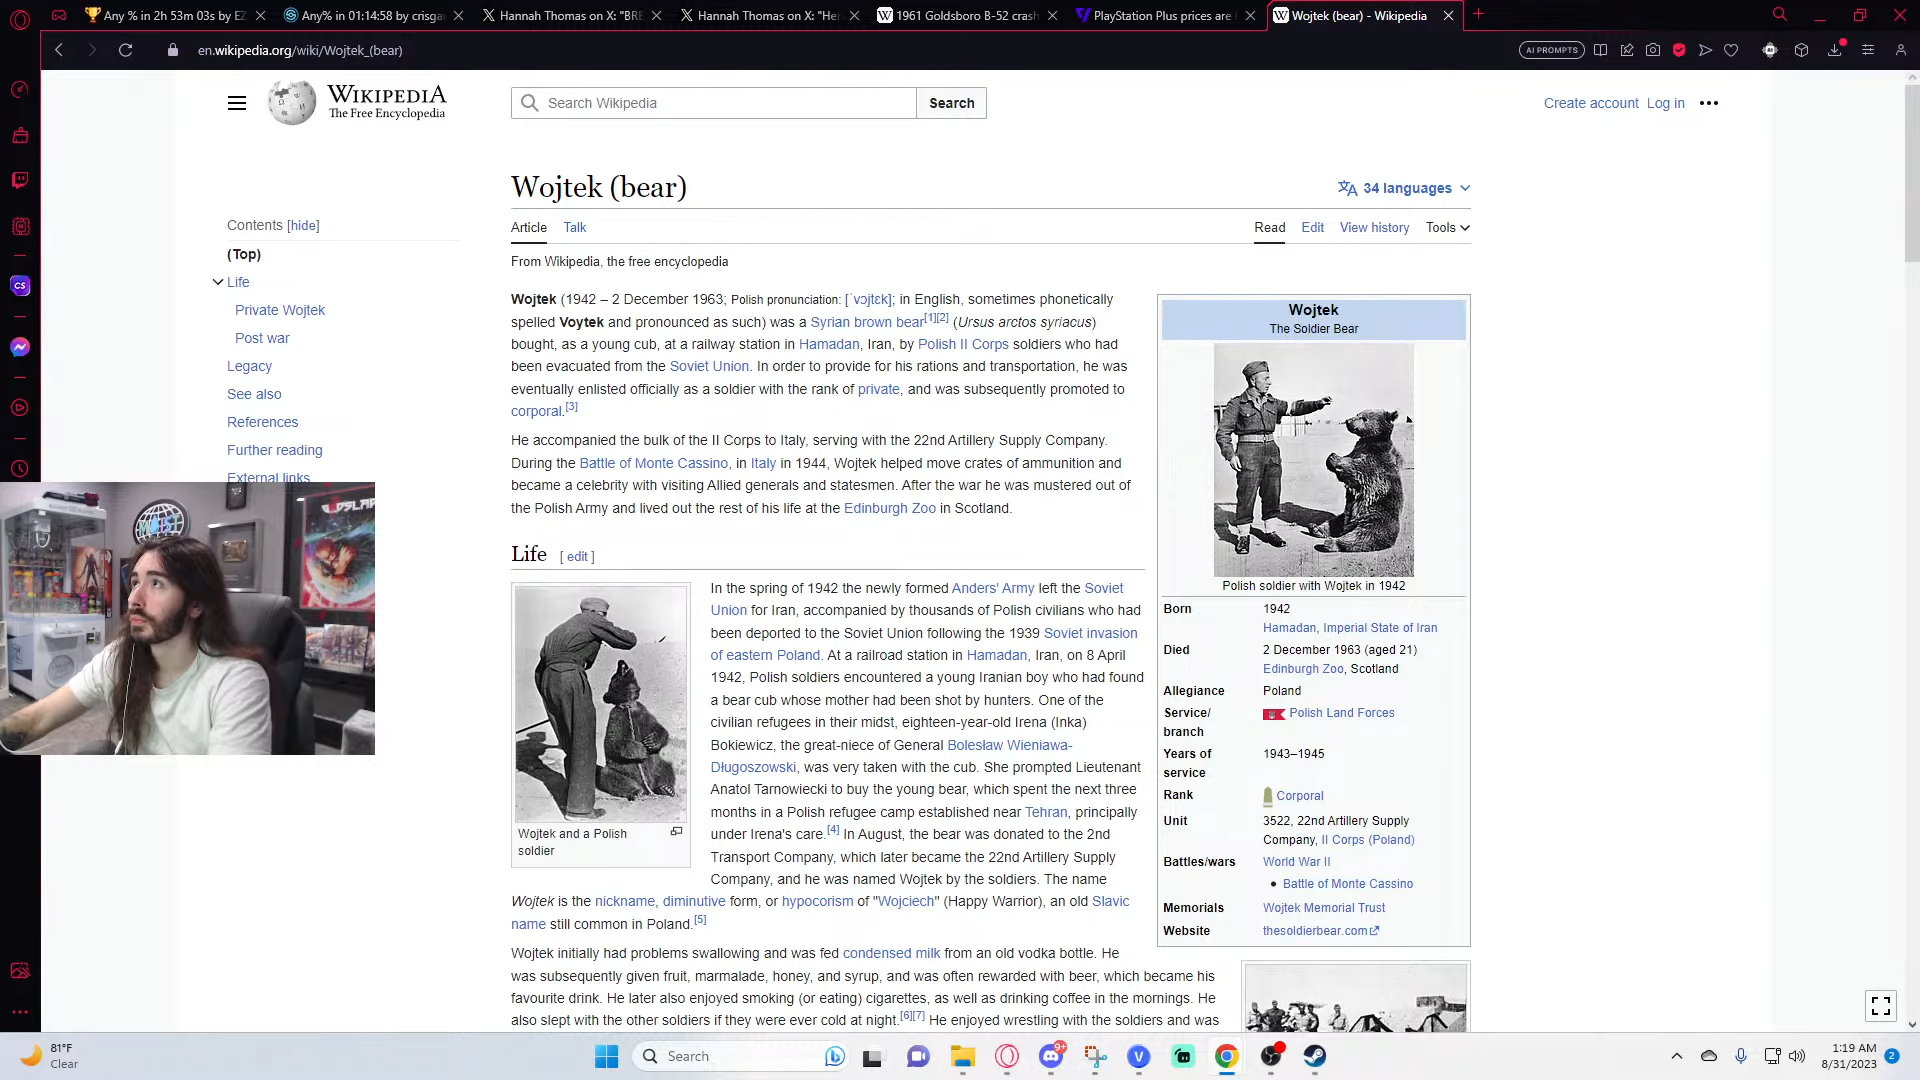 Any % in 2h 53m 03s by EZ
Any% in 01:14:58 by crisga
Hannah Thomas on X: "BRE
Hannah Thomas on X: "Her
1961 Goldsboro B-52 crash
PlayStation Plus prices are
Wojtek (bear) - Wikipedia
en.wikipedia.org/wiki/Wojtek_(bear)
AI PROMPTS
WIKIPEDIA
The Free Encyclopedia
Search Wikipedia
Search
Create account Log in
Wojtek (bear)
34 languages
Contents [hide]
(Top)
Life
Private Wojtek
Post war
Legacy
See also
References
Further reading
External links
Article Talk
Read Edit View history Tools
From Wikipedia, the free encyclopedia
Wojtek (1942 – 2 December 1963; Polish pronunciation: [ˈvɔjtɛk]; in English, sometimes phonetically
spelled Voytek and pronounced as such) was a Syrian brown bear[1][2] (Ursus arctos syriacus)
bought, as a young cub, at a railway station in Hamadan, Iran, by Polish II Corps soldiers who had
been evacuated from the Soviet Union. In order to provide for his rations and transportation, he was
eventually enlisted officially as a soldier with the rank of private, and was subsequently promoted to
corporal.[3]
He accompanied the bulk of the II Corps to Italy, serving with the 22nd Artillery Supply Company.
During the Battle of Monte Cassino, in Italy in 1944, Wojtek helped move crates of ammunition and
became a celebrity with visiting Allied generals and statesmen. After the war he was mustered out of
the Polish Army and lived out the rest of his life at the Edinburgh Zoo in Scotland.
Life [ edit ]
In the spring of 1942 the newly formed Anders' Army left the Soviet
Union for Iran, accompanied by thousands of Polish civilians who had
been deported to the Soviet Union following the 1939 Soviet invasion
of eastern Poland. At a railroad station in Hamadan, Iran, on 8 April
1942, Polish soldiers encountered a young Iranian boy who had found
a bear cub whose mother had been shot by hunters. One of the
civilian refugees in their midst, eighteen-year-old Irena (Inka)
Bokiewicz, the great-niece of General Bolesław Wieniawa-
Długoszowski, was very taken with the cub. She prompted Lieutenant
Anatol Tarnowiecki to buy the young bear, which spent the next three
months in a Polish refugee camp established near Tehran, principally
under Irena's care.[4] In August, the bear was donated to the 2nd
Transport Company, which later became the 22nd Artillery Supply
Company, and he was named Wojtek by the soldiers. The name
Wojtek is the nickname, diminutive form, or hypocorism of "Wojciech" (Happy Warrior), an old Slavic
name still common in Poland.[5]
Wojtek and a Polish
soldier
Wojtek initially had problems swallowing and was fed condensed milk from an old vodka bottle. He
was subsequently given fruit, marmalade, honey, and syrup, and was often rewarded with beer, which became his
favourite drink. He later also enjoyed smoking (or eating) cigarettes, as well as drinking coffee in the mornings. He
also slept with the other soldiers if they were ever cold at night.[6][7] He enjoyed wrestling with the soldiers and was
Wojtek
The Soldier Bear
Polish soldier with Wojtek in 1942
Born 1942
Hamadan, Imperial State of Iran
Died 2 December 1963 (aged 21)
Edinburgh Zoo, Scotland
Allegiance Poland
Service/
branch Polish Land Forces
Years of
service 1943–1945
Rank Corporal
Unit 3522, 22nd Artillery Supply
Company, II Corps (Poland)
Battles/wars World War II
• Battle of Monte Cassino
Memorials Wojtek Memorial Trust
Website thesoldierbear.com
CS
MOIST
81°F
Clear
Search
9+
1:19 AM
8/31/2023
2